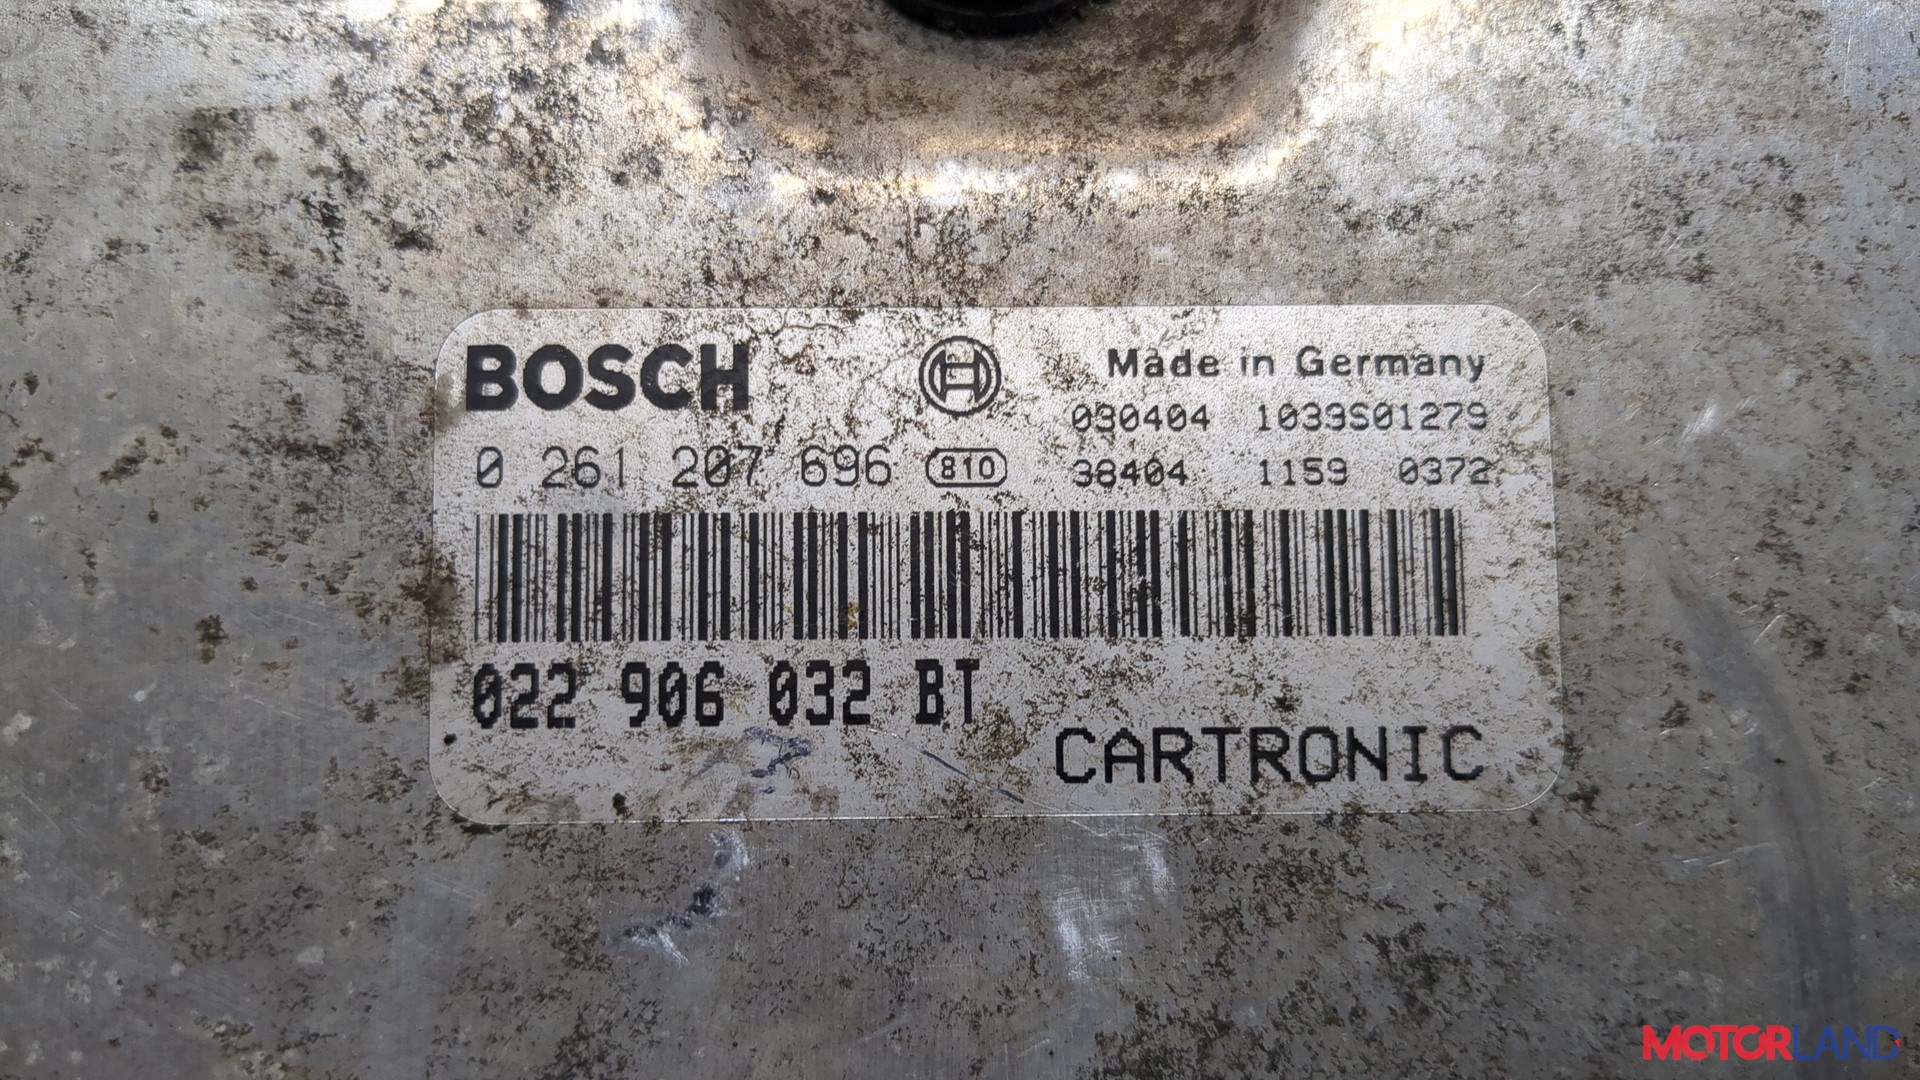 BOSCH
Made in Germany
030404 1039S01279
0 261 207 696 810
38404 1159 0372
022 906 032 BT
CARTRONIC
MOTORLAND